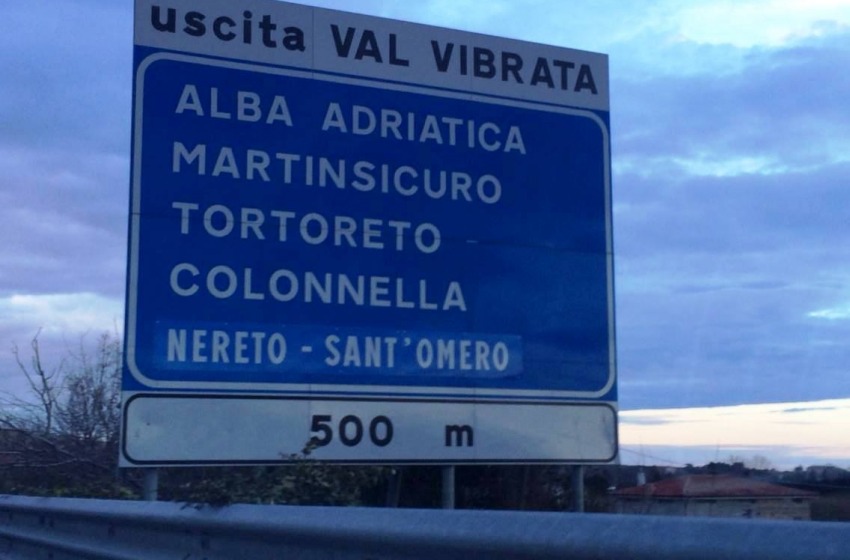 uscita VAL VIBRATA
ALBA ADRIATICA
MARTINSICURO
TORTORETO
COLONNELLA
NERETO - SANT'OMERO
500 m